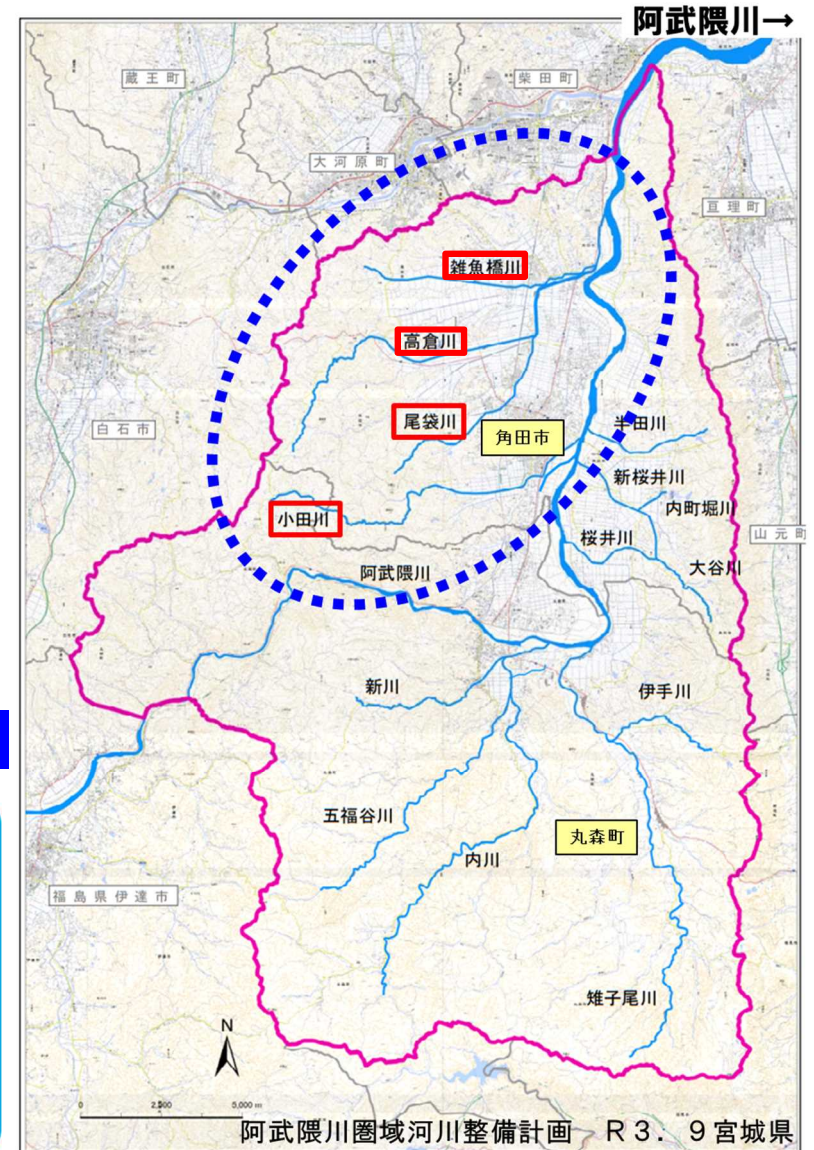 阿武隈川→
蔵王町
柴田町
大河原町
亘理町
雑魚橋川
高倉川
白石市
尾袋川
角田市
半田川
新桜井川
内町堀川
小田川
桜井川
山元町
阿武隈川
大谷川
新川
伊手川
五福谷川
丸森町
内川
福島県伊達市
雉子尾川
N
0 2,500 5,000 m
阿武隈川圏域河川整備計画 R3.9宮城県